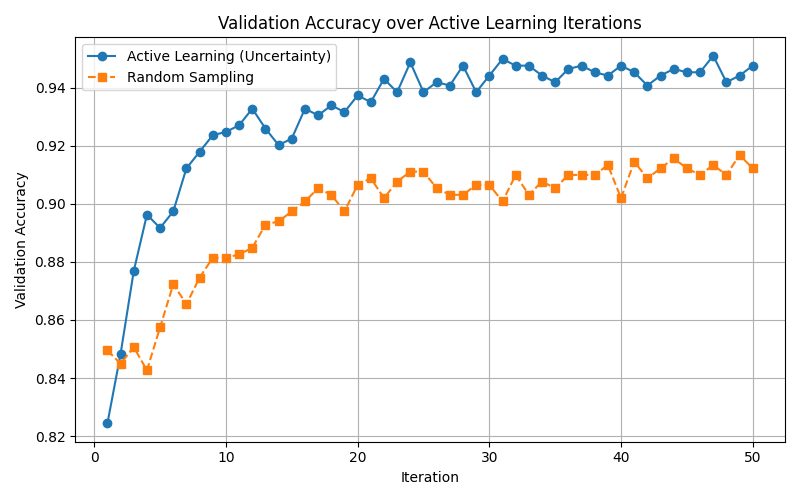 Validation Accuracy over Active Learning Iterations
Active Learning (Uncertainty)
Random Sampling
Validation Accuracy
0.94
0.92
0.90
0.88
0.86
0.84
0.82
0 10 20 30 40 50
Iteration